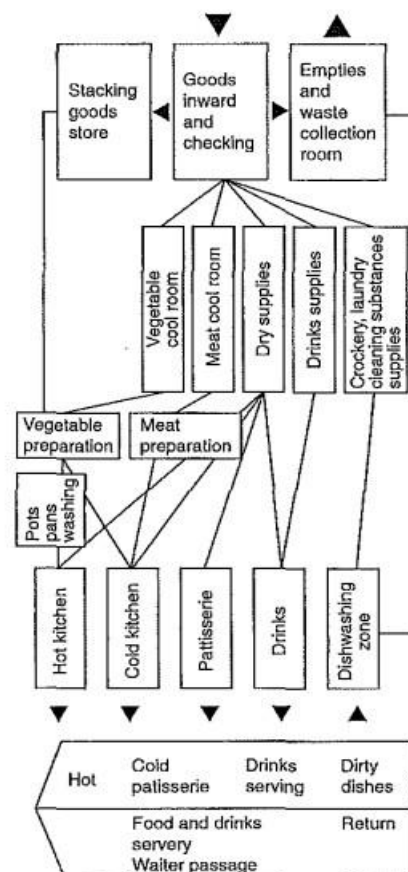 Stacking
goods
store
Goods
inward
and
checking
Empties
and
waste
collection
room
Vegetable
cool room
Meat cool room
Dry supplies
Drinks supplies
Crockery, laundry
cleaning substances
supplies
Vegetable
preparation
Meat
preparation
Pots
pans
washing
Hot kitchen
Cold kitchen
Pattisserie
Drinks
Dishwashing
zone
Hot
Cold
patisserie
Drinks
serving
Dirty
dishes
Food and drinks
servery
Waiter passage
Return